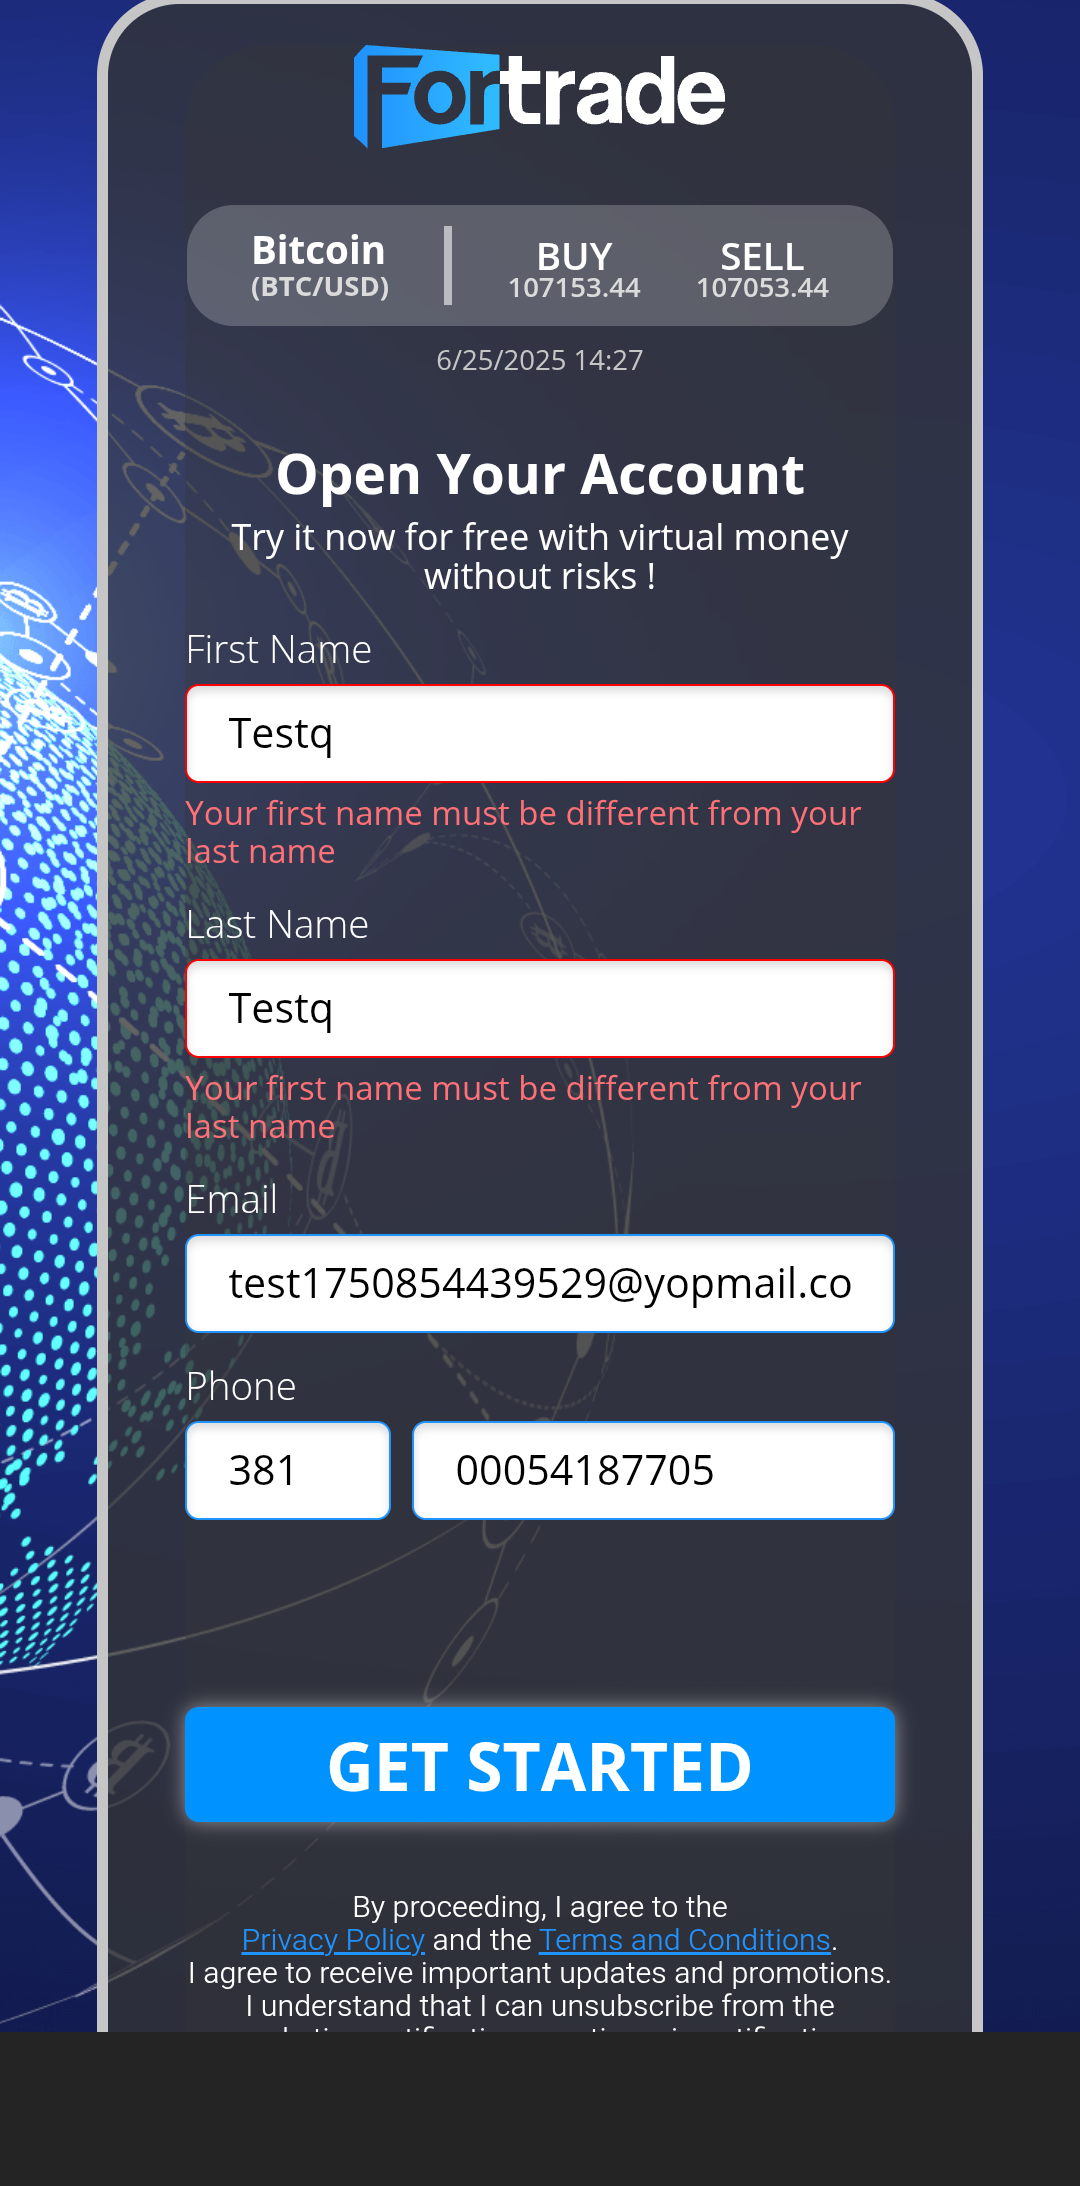 Fortrade
Bitcoin
(BTC/USD)
BUY
107153.44
SELL
107053.44
6/25/2025 14:27
Open Your Account
Try it now for free with virtual money
without risks !
First Name
Testq
Your first name must be different from your
last name
Last Name
Testq
Your first name must be different from your
last name
Email
test1750854439529@yopmail.co
Phone
381
00054187705
GET STARTED
By proceeding, I agree to the
Privacy Policy and the Terms and Conditions.
I agree to receive important updates and promotions.
I understand that I can unsubscribe from the